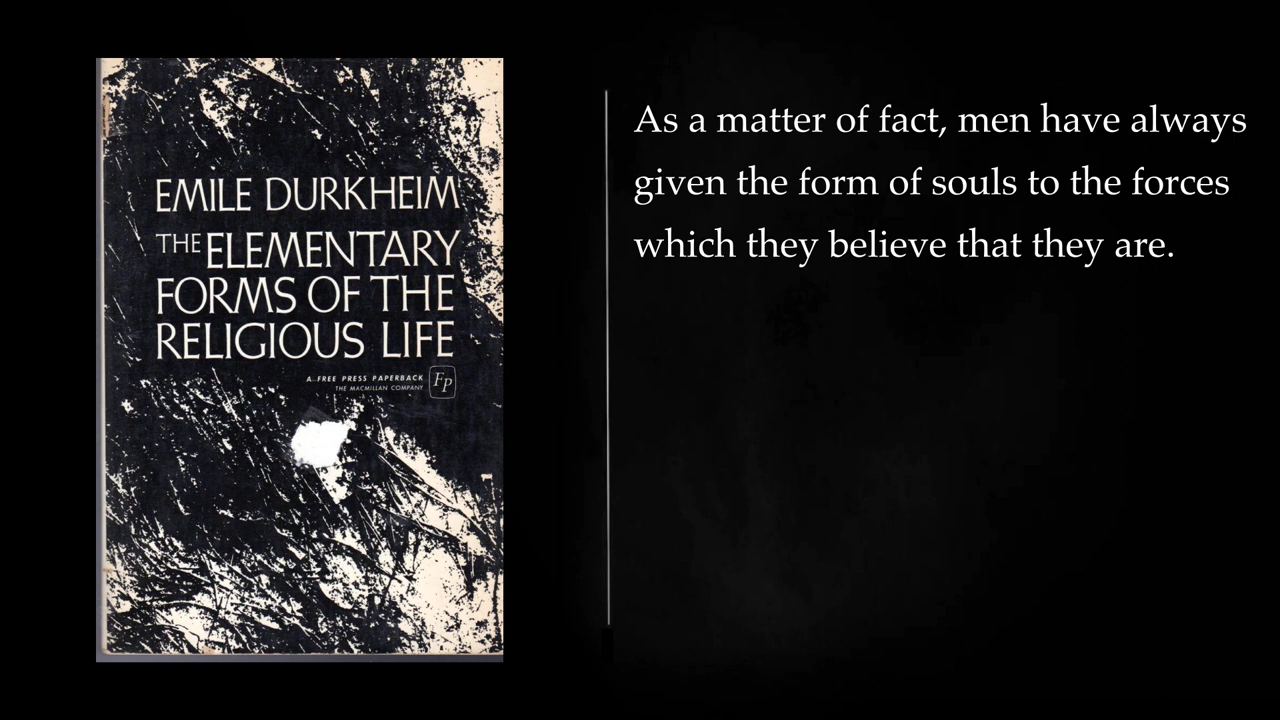 EMILE DURKHEIM
THE ELEMENTARY
FORMS OF THE
RELIGIOUS LIFE
A FREE PRESS PAPERBACK
THE MACMILLAN COMPANY
FP
As a matter of fact, men have always
given the form of souls to the forces
which they believe that they are.